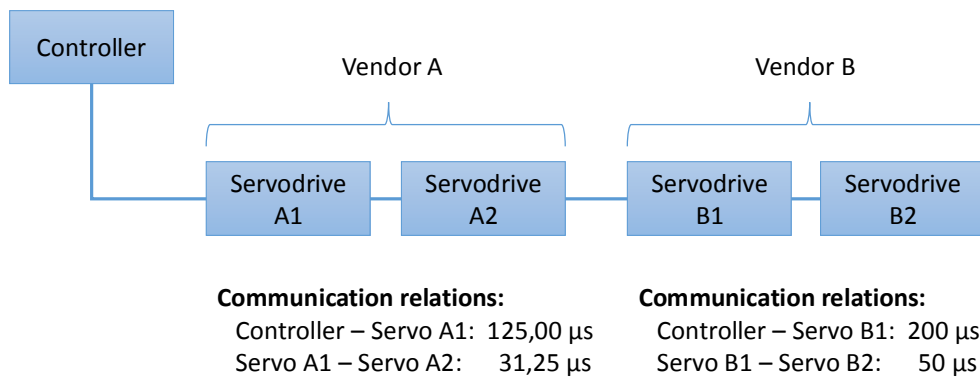 Controller
Vendor A
Vendor B
Servodrive
A1
Servodrive
A2
Servodrive
B1
Servodrive
B2
Communication relations:
Controller – Servo A1: 125,00 µs
Servo A1 – Servo A2: 31,25 µs
Communication relations:
Controller – Servo B1: 200 µs
Servo B1 – Servo B2: 50 µs